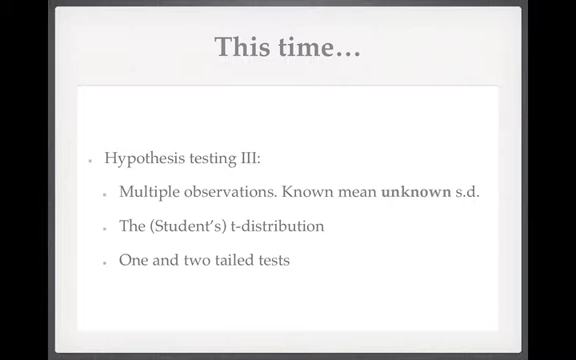 This time…
Hypothesis testing III:
Multiple observations. Known mean unknown s.d.
The (Student’s) t-distribution
One and two tailed tests